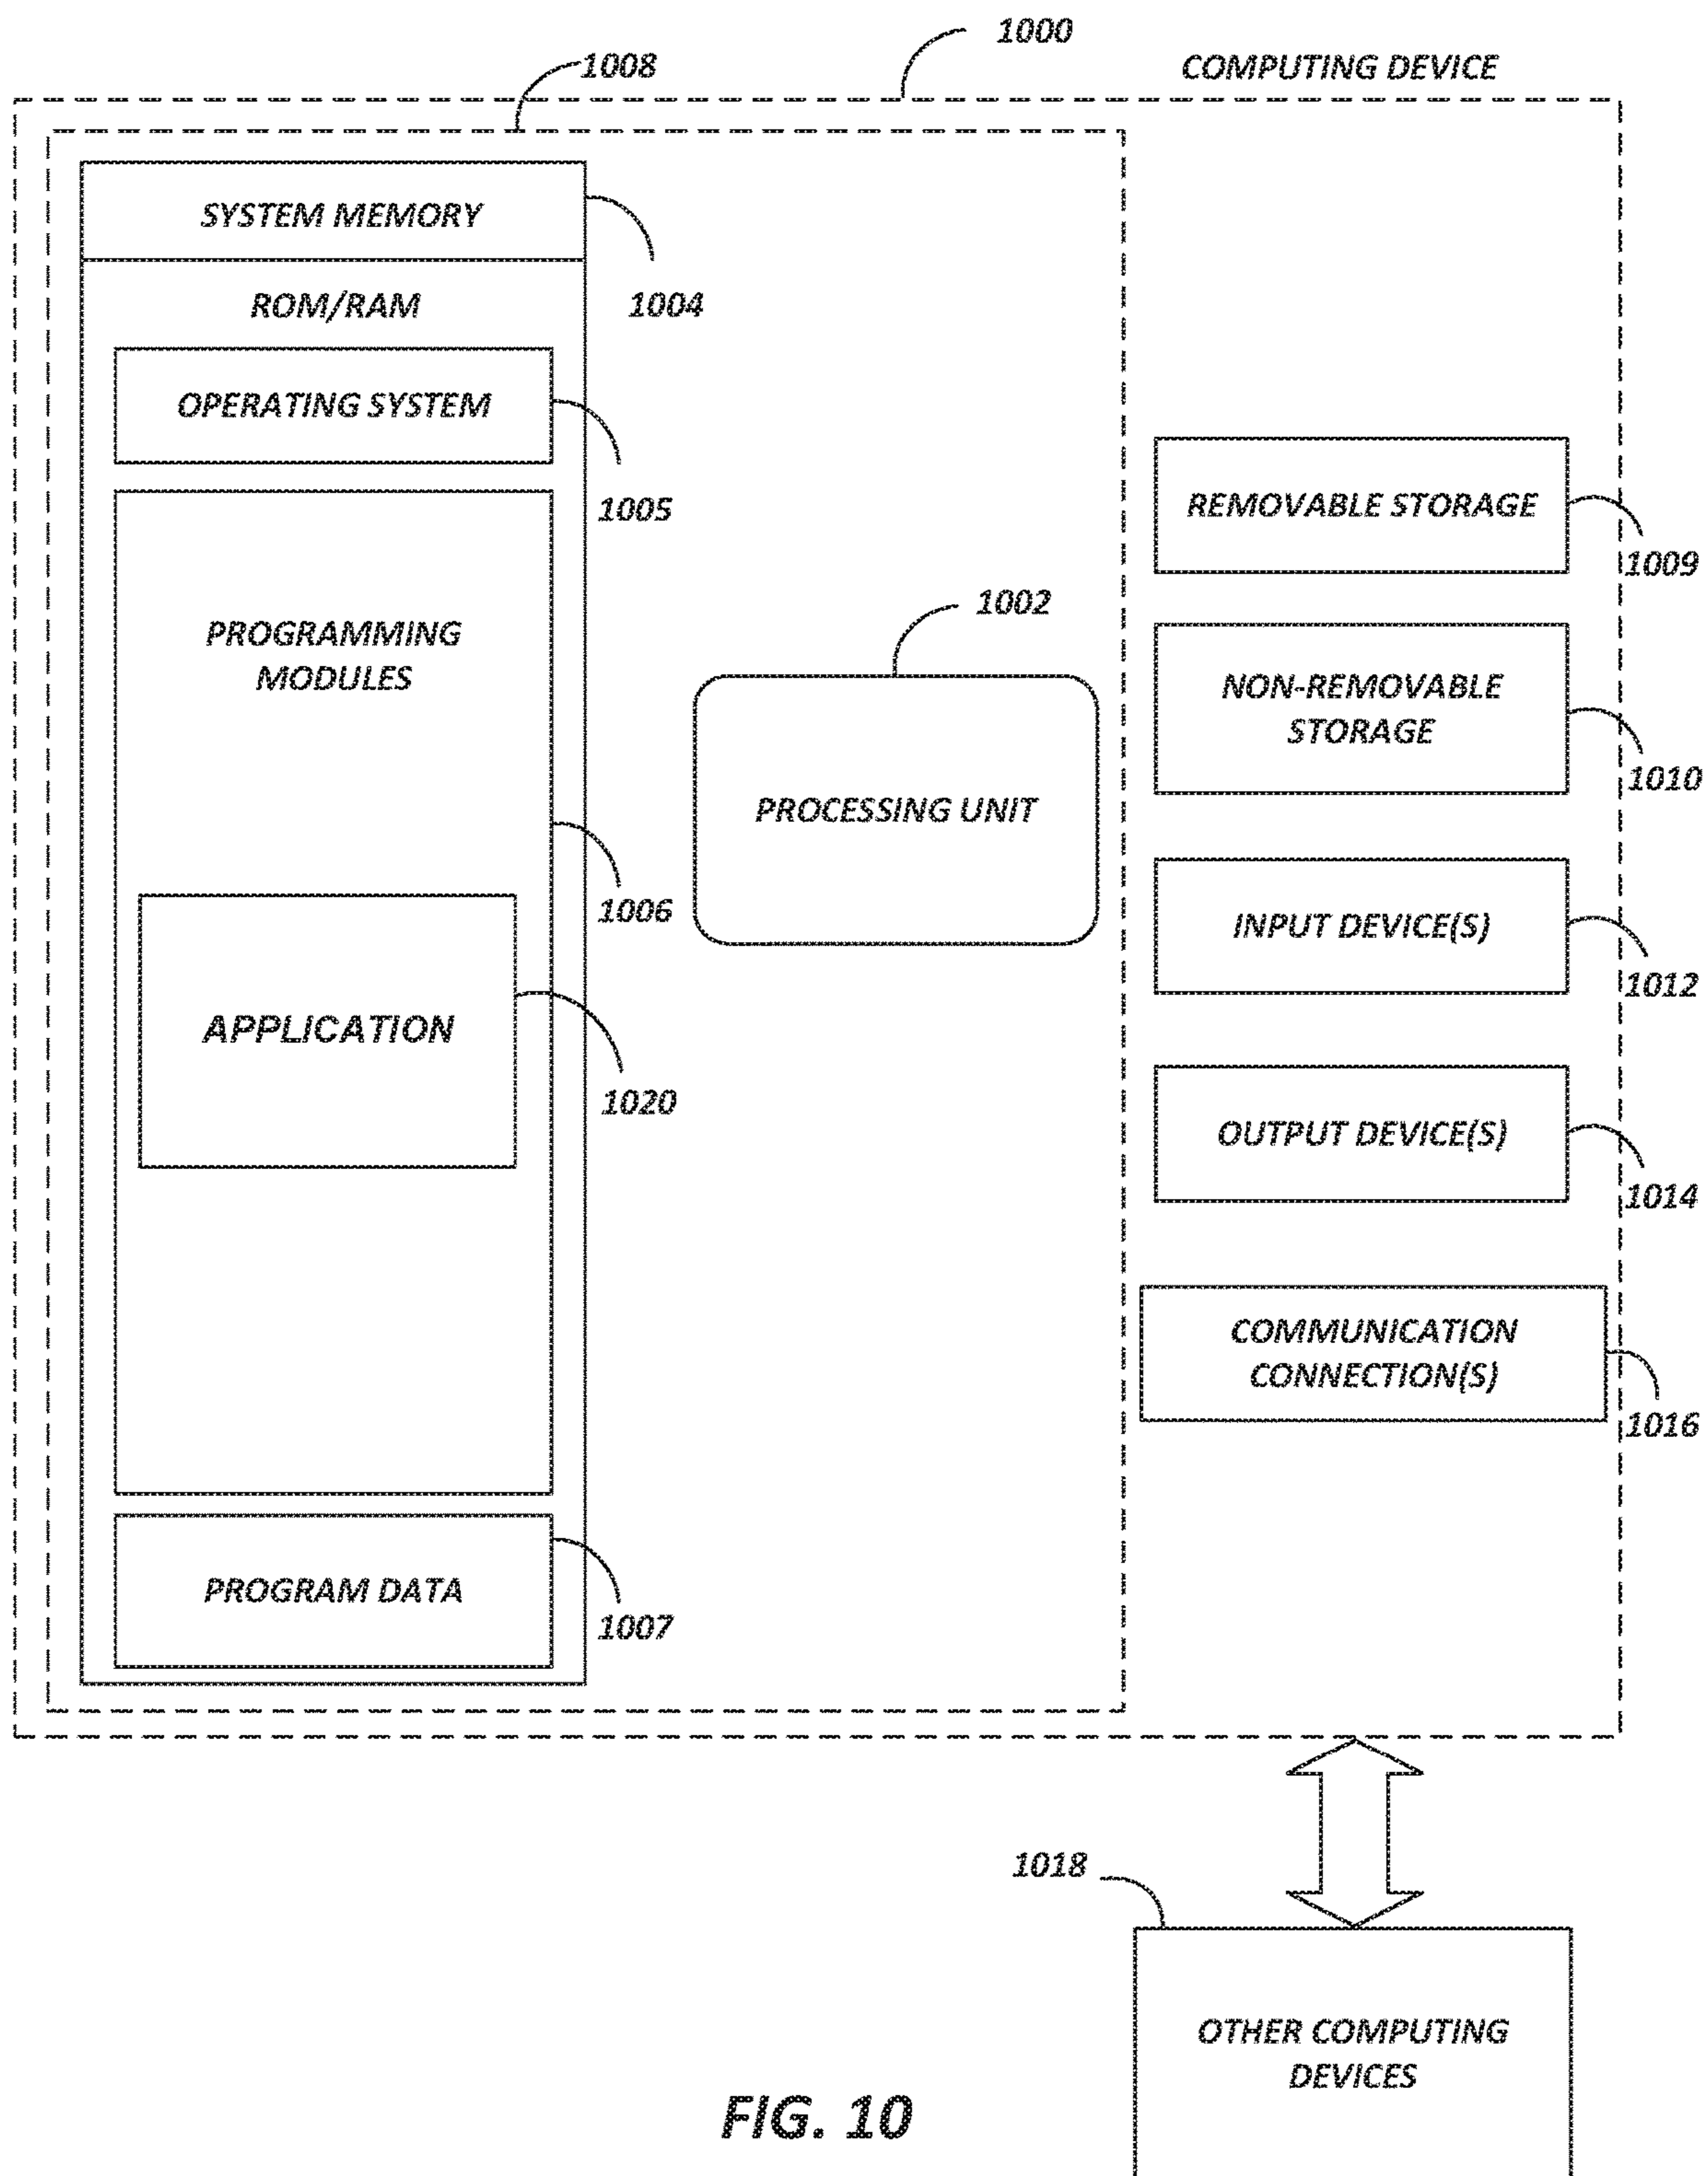 1000
COMPUTING DEVICE
1008
SYSTEM MEMORY
1004
ROM/RAM
OPERATING SYSTEM
1005
PROGRAMMING
MODULES
1006
APPLICATION
1020
PROGRAM DATA
1007
1002
PROCESSING UNIT
REMOVABLE STORAGE
1009
NON-REMOVABLE
STORAGE
1010
INPUT DEVICE(S)
1012
OUTPUT DEVICE(S)
1014
COMMUNICATION
CONNECTION(S)
1016
1018
OTHER COMPUTING
DEVICES
FIG. 10